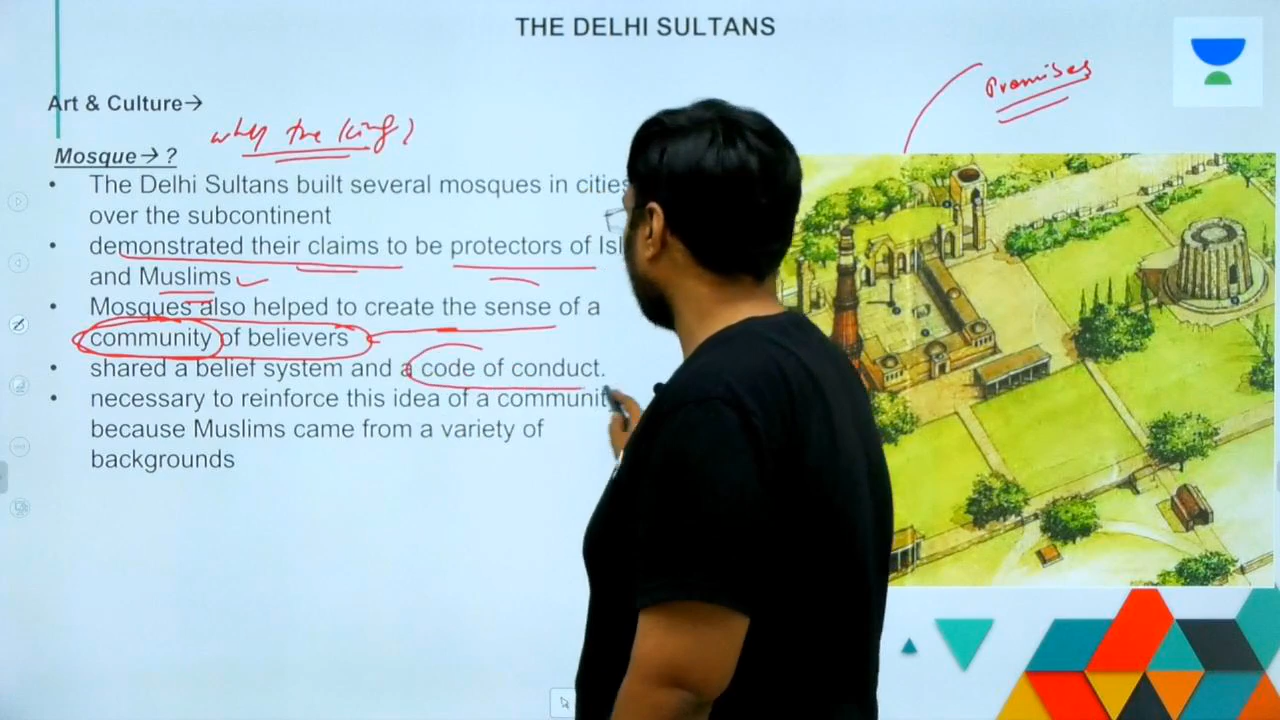 THE DELHI SULTANS
Promises
Art & Culture→
why the king?
Mosque→ ?
• The Delhi Sultans built several mosques in cities
over the subcontinent
• demonstrated their claims to be protectors of Isl
and Muslims
• Mosques also helped to create the sense of a
community of believers
• shared a belief system and a code of conduct.
• necessary to reinforce this idea of a communit
because Muslims came from a variety of
backgrounds